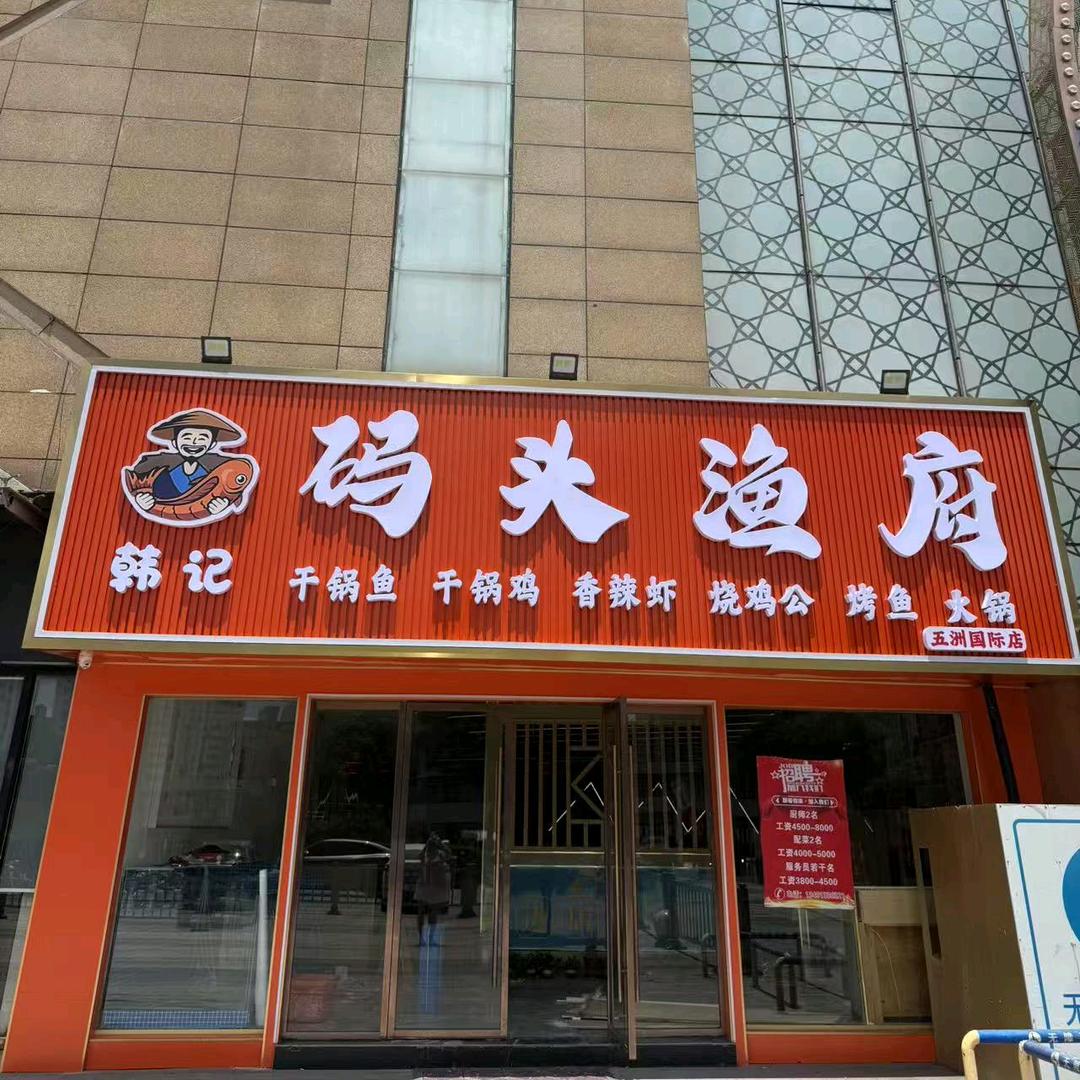 码头渔府
韩记
干锅鱼 干锅鸡 香辣虾 烧鸡公 烤鱼 火锅
五洲国际店
招聘
厨师2名
工资4500-8000
配菜2名
工资4000-5000
服务员若干名
工资3800-4500
无